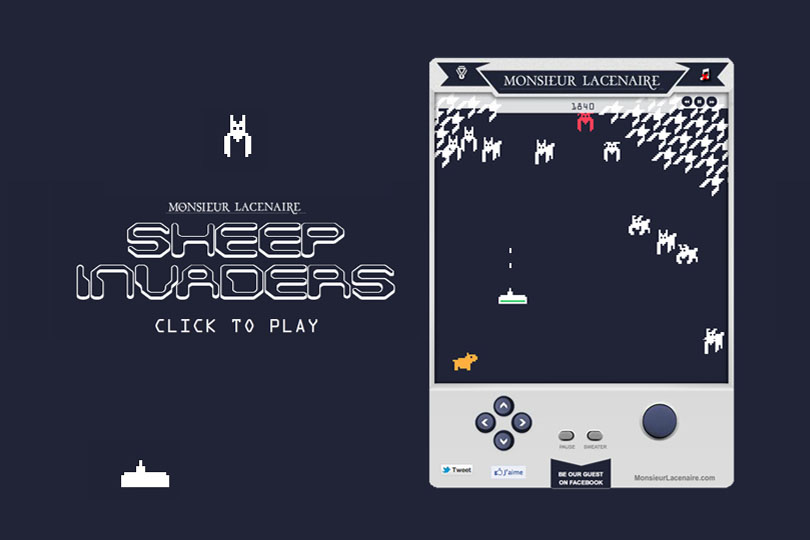 MONSIEUR LACENAIRE
SHEEP
INVADERS
CLICK TO PLAY
MONSIEUR LACENAIRE
1840
PAUSE
SWEATER
Tweet
J'aime
BE OUR GUEST
ON FACEBOOK
MonsieurLacenaire.com